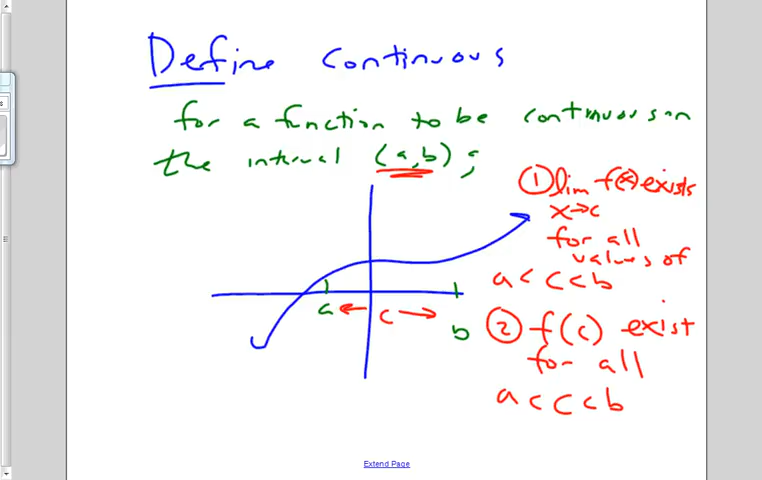 Define Continuous
for a function to be continuous on
the interval (a,b) ;
① lim f(x) exists
x→c
for all
values of
a < c < b
a ← c →
b
② f(c) exist
for all
a < c < b
Extend Page